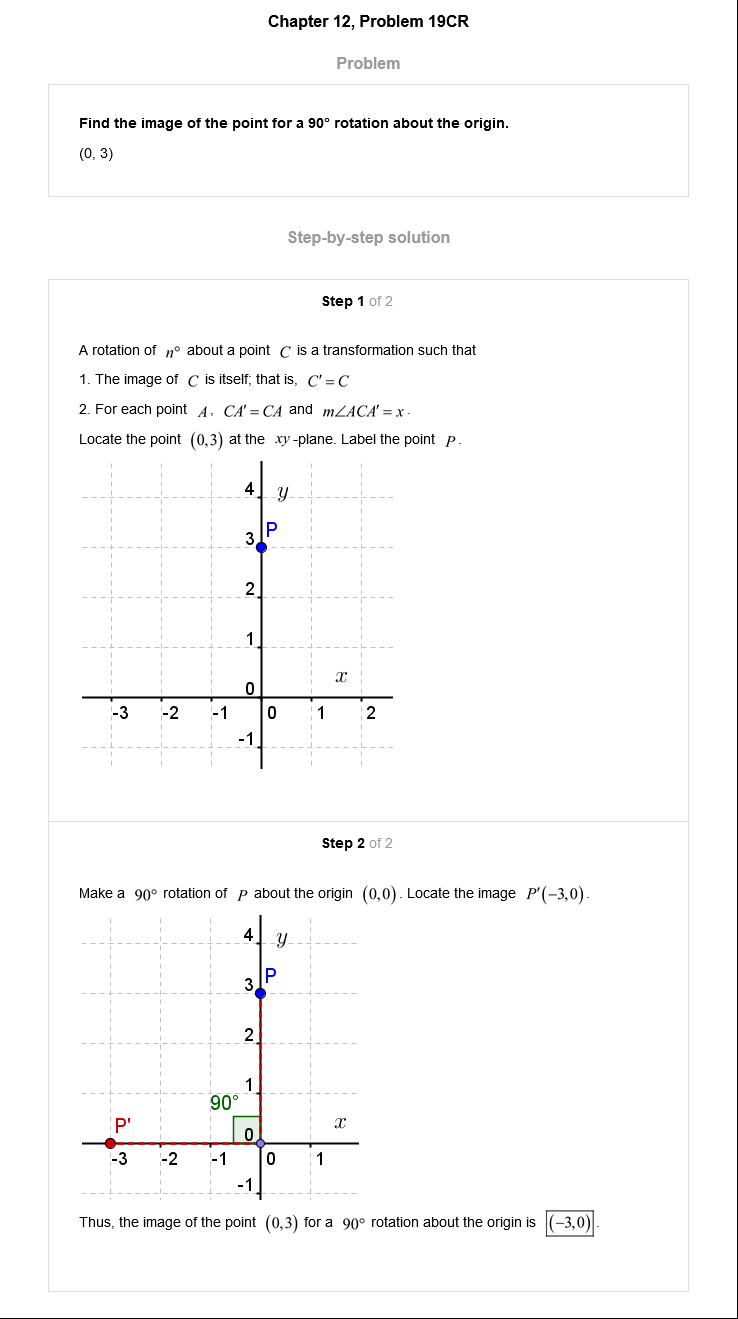 Chapter 12, Problem 19CR
Problem
Find the image of the point for a 90° rotation about the origin.
(0, 3)
Step-by-step solution
Step 1 of 2
A rotation of n° about a point C is a transformation such that
1. The image of C is itself; that is, C′ = C
2. For each point A, CA′ = CA and m∠ACA′ = x.
Locate the point (0,3) at the xy-plane. Label the point P.
4 y
3 P
2
1
x
0
-3 -2 -1 0 1 2
-1
Step 2 of 2
Make a 90° rotation of P about the origin (0,0). Locate the image P′(−3,0).
4 y
P
3
2
1
90°
P' x
0
-3 -2 -1 0 1
-1
Thus, the image of the point (0,3) for a 90° rotation about the origin is (−3,0).